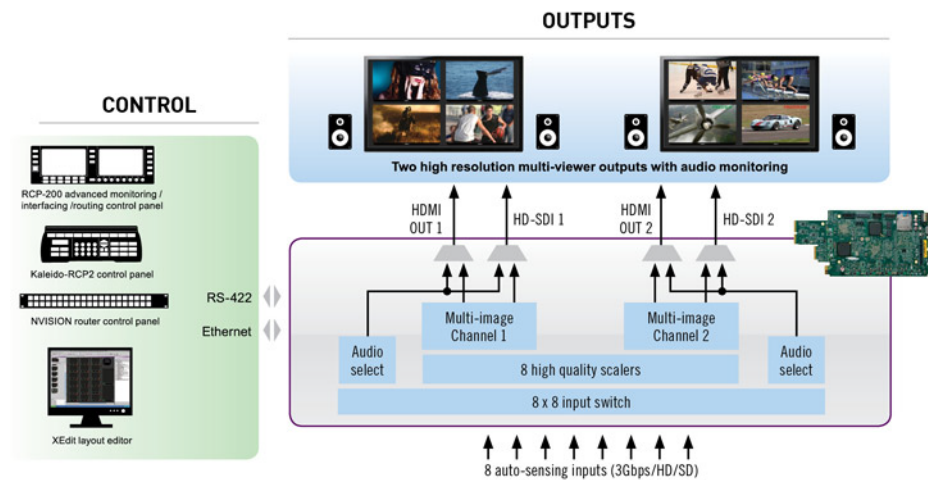 OUTPUTS
CONTROL
Two high resolution multi-viewer outputs with audio monitoring
RCP-200 advanced monitoring /
interfacing /routing control panel
Kaleido-RCP2 control panel
NVISION router control panel
XEdit layout editor
RS-422
Ethernet
HDMI
OUT 1
HD-SDI 1
HDMI
OUT 2
HD-SDI 2
Multi-image
Channel 1
Multi-image
Channel 2
Audio
select
8 high quality scalers
Audio
select
8 x 8 input switch
8 auto-sensing inputs (3Gbps/HD/SD)